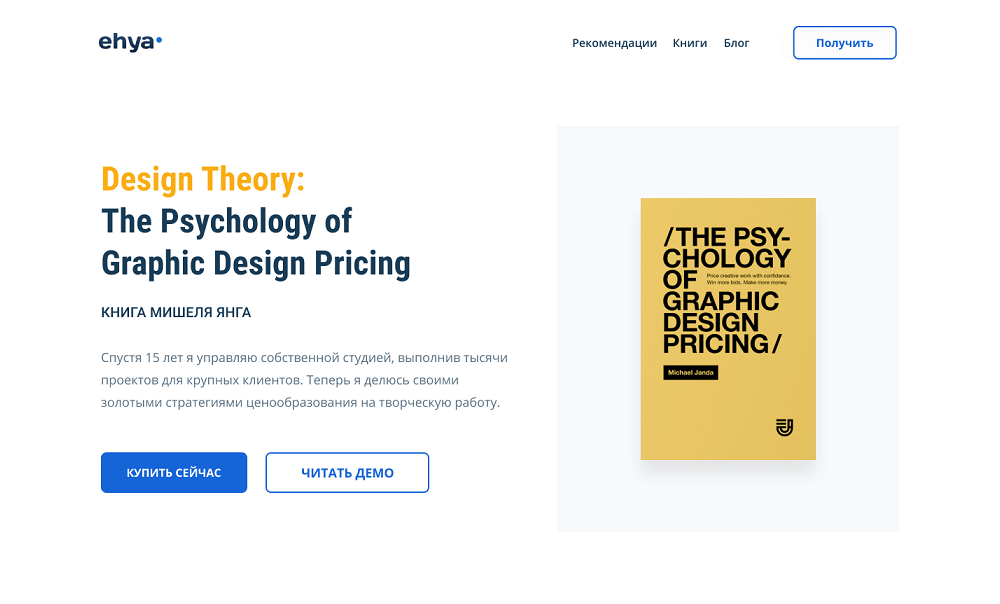 ehya
Рекомендации Книги Блог Получить
Design Theory:
The Psychology of
Graphic Design Pricing
КНИГА МИШЕЛЯ ЯНГА
Спустя 15 лет я управляю собственной студией, выполнив тысячи
проектов для крупных клиентов. Теперь я делюсь своими
золотыми стратегиями ценообразования на творческую работу.
КУПИТЬ СЕЙЧАС ЧИТАТЬ ДЕМО
/THE PSY-
CHOLOGY
OF
Price creative work with confidence.
Win more bids. Make more money.
GRAPHIC
DESIGN
PRICING/
Michael Janda